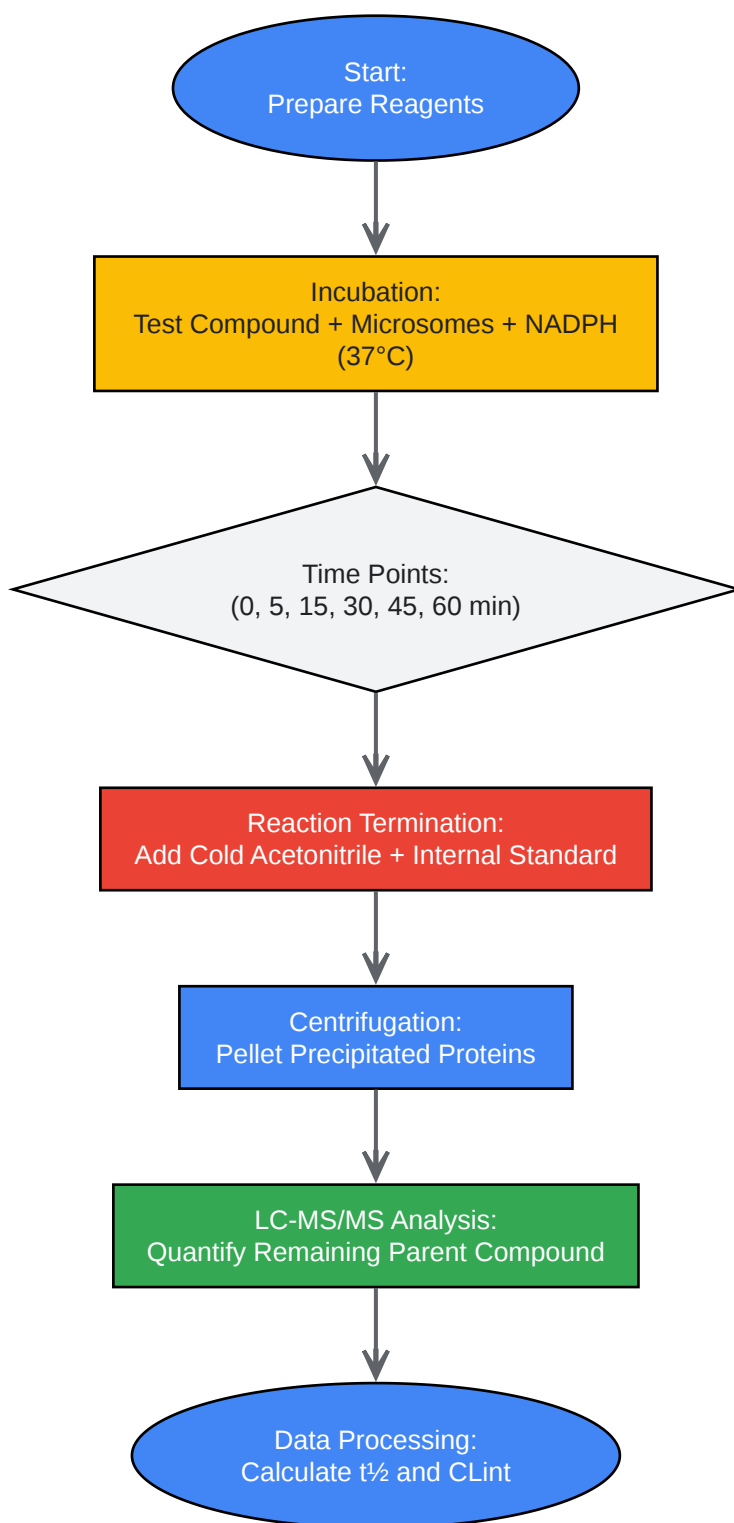 Start:
Prepare Reagents
Incubation:
Test Compound + Microsomes + NADPH
(37°C)
Time Points:
(0, 5, 15, 30, 45, 60 min)
Reaction Termination:
Add Cold Acetonitrile + Internal Standard
Centrifugation:
Pellet Precipitated Proteins
LC-MS/MS Analysis:
Quantify Remaining Parent Compound
Data Processing:
Calculate t½ and CLint